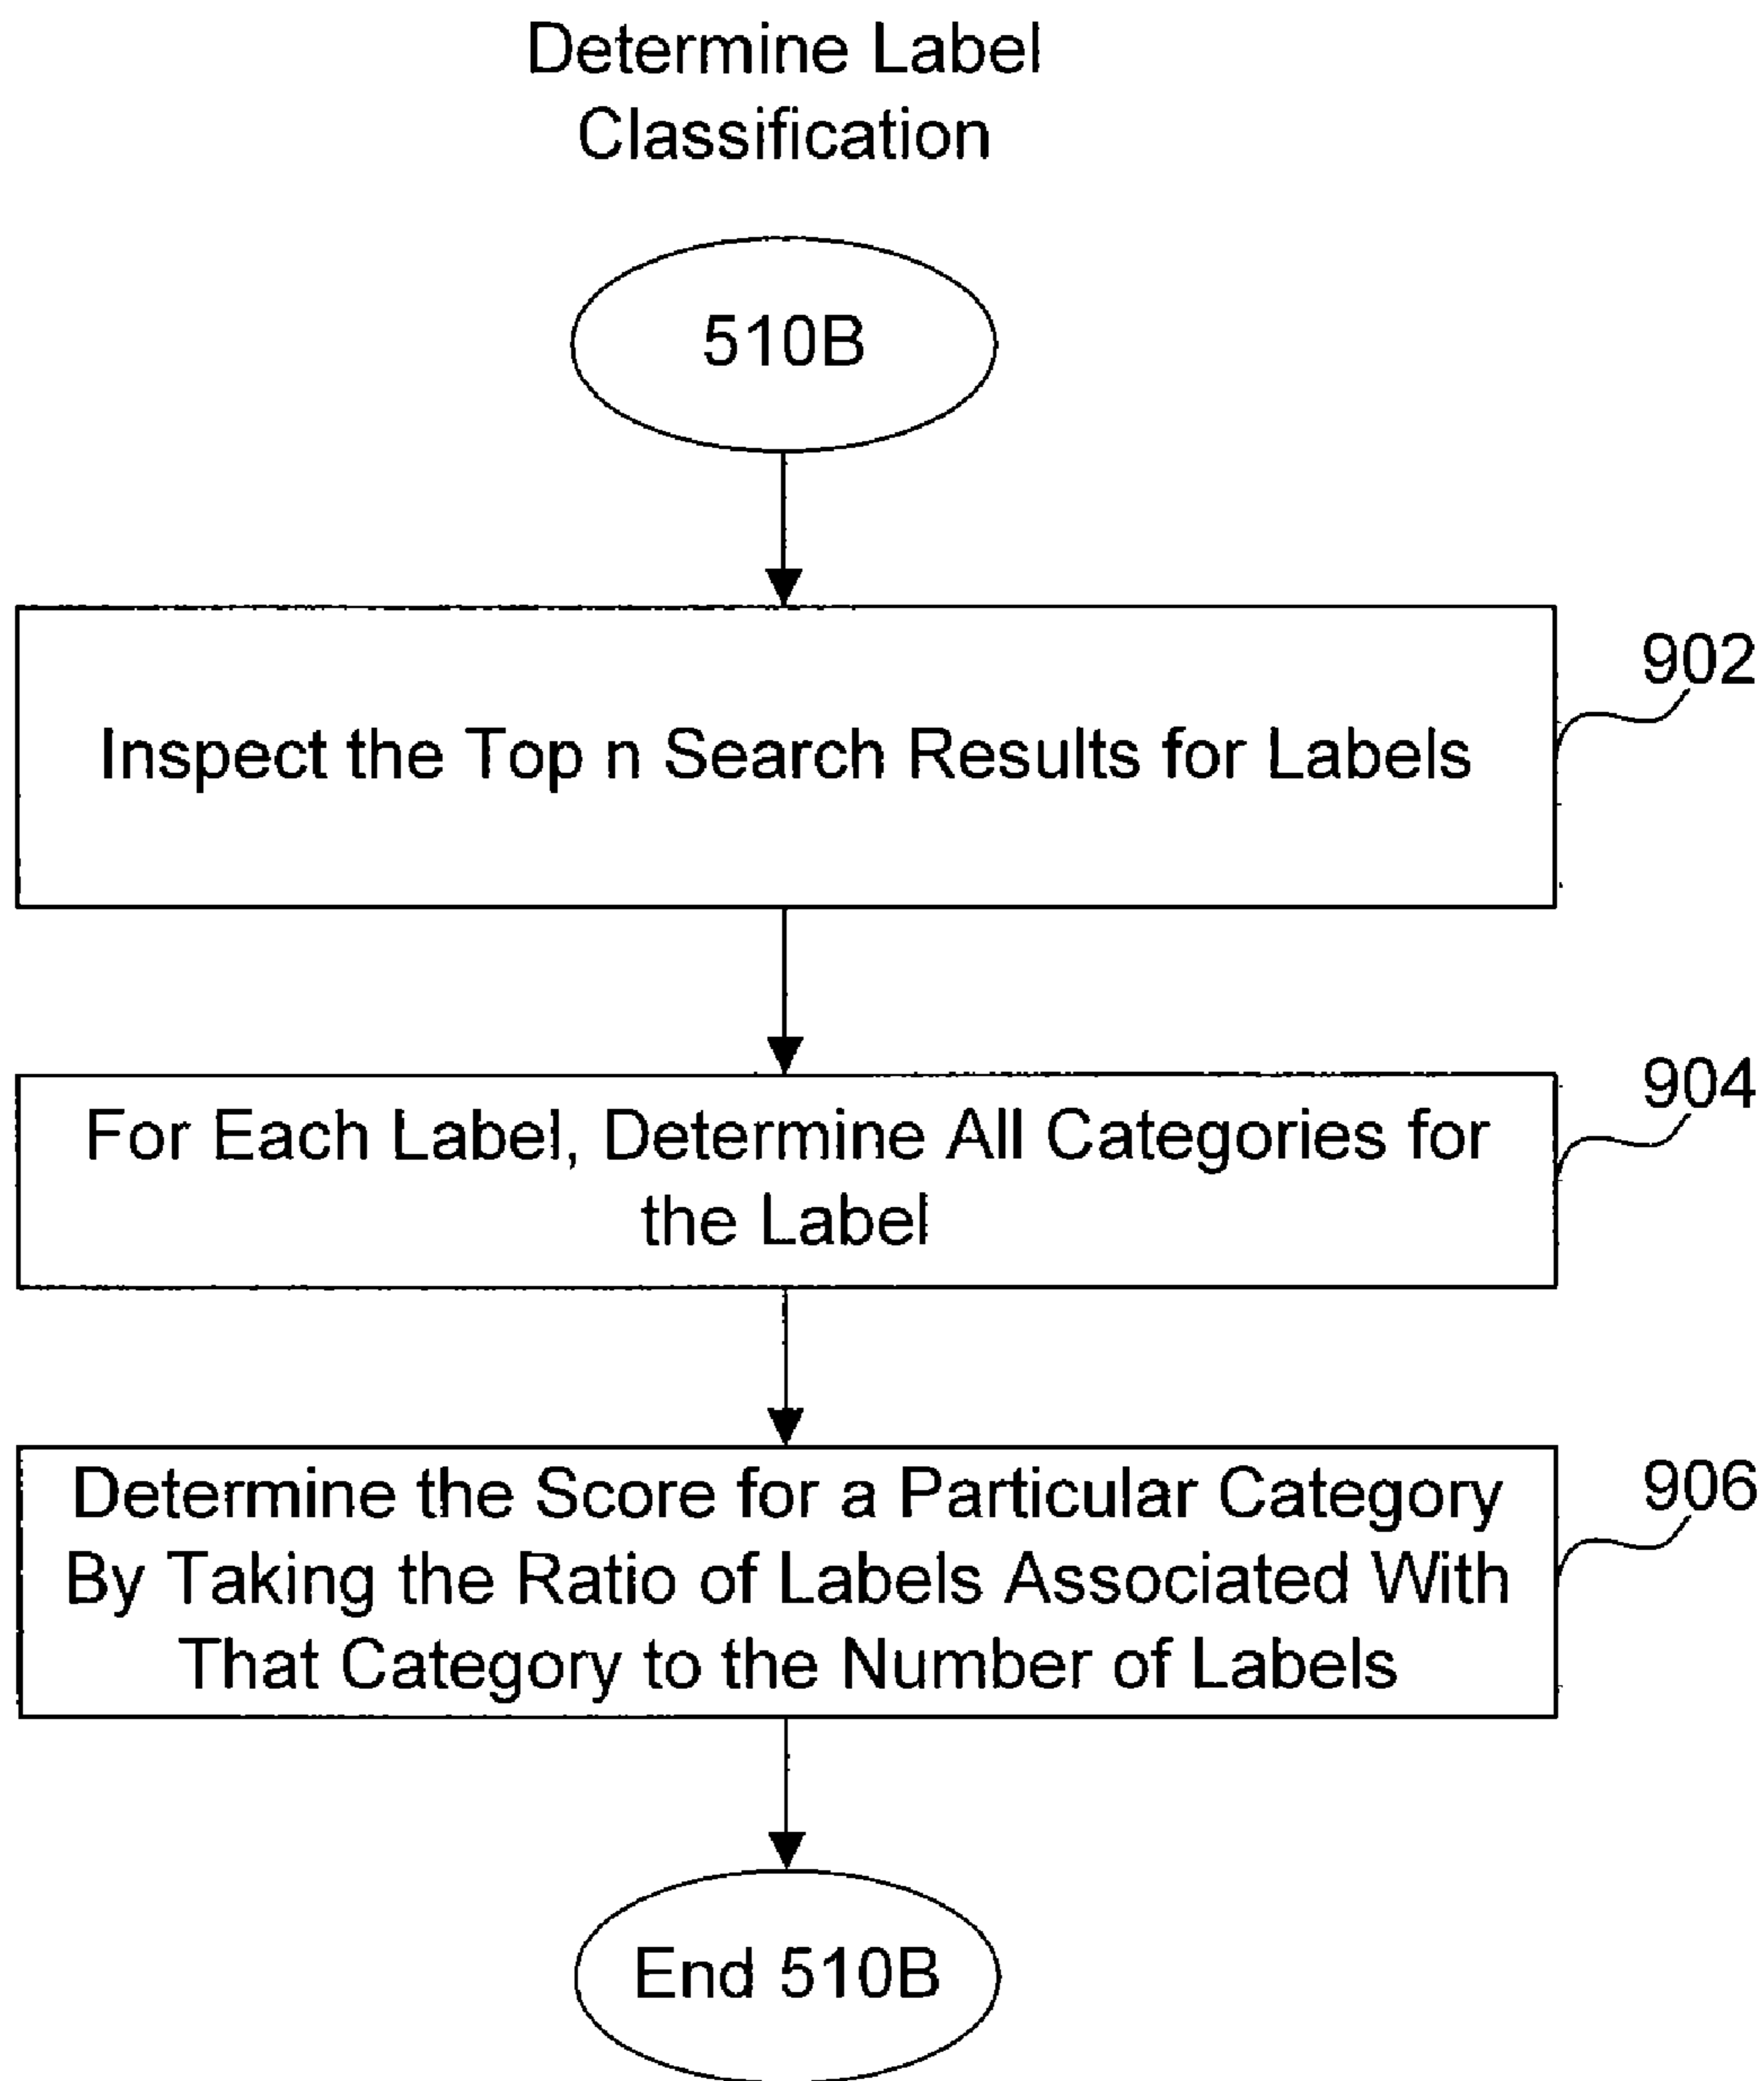 Determine Label
Classification
510B
902
Inspect the Top n Search Results for Labels
904
For Each Label, Determine All Categories for
the Label
906
Determine the Score for a Particular Category
By Taking the Ratio of Labels Associated With
That Category to the Number of Labels
End 510B